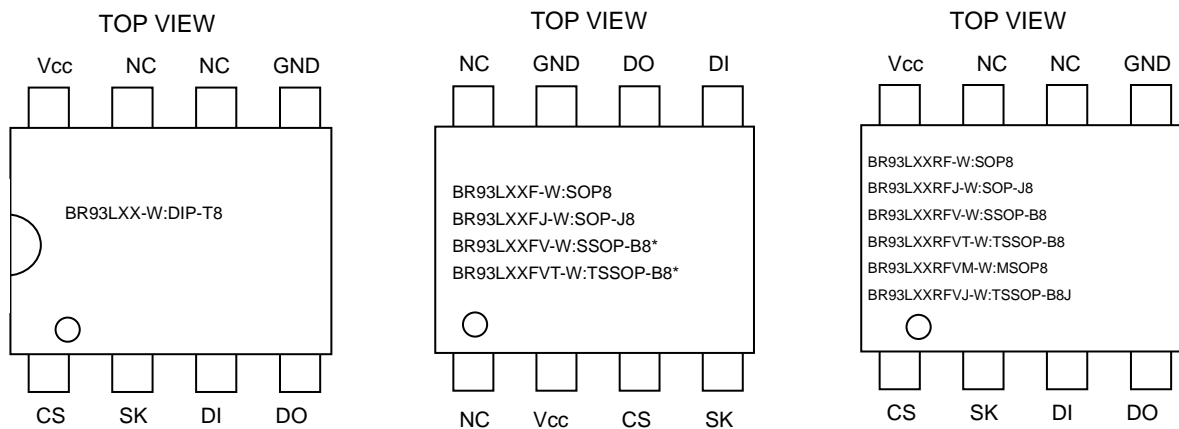 TOP VIEW
Vcc NC NC GND
BR93LXX-W:DIP-T8
CS SK DI DO
TOP VIEW
NC GND DO DI
BR93LXXF-W:SOP8
BR93LXXFJ-W:SOP-J8
BR93LXXFV-W:SSOP-B8*
BR93LXXFVT-W:TSSOP-B8*
NC Vcc CS SK
TOP VIEW
Vcc NC NC GND
BR93LXXRF-W:SOP8
BR93LXXRFJ-W:SOP-J8
BR93LXXRFV-W:SSOP-B8
BR93LXXRFVT-W:TSSOP-B8
BR93LXXRFVM-W:MSOP8
BR93LXXRFVJ-W:TSSOP-B8J
CS SK DI DO